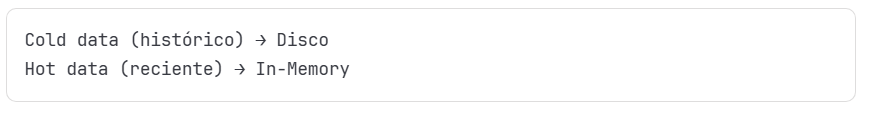 Cold data (histórico) → Disco
Hot data (reciente) → In-Memory